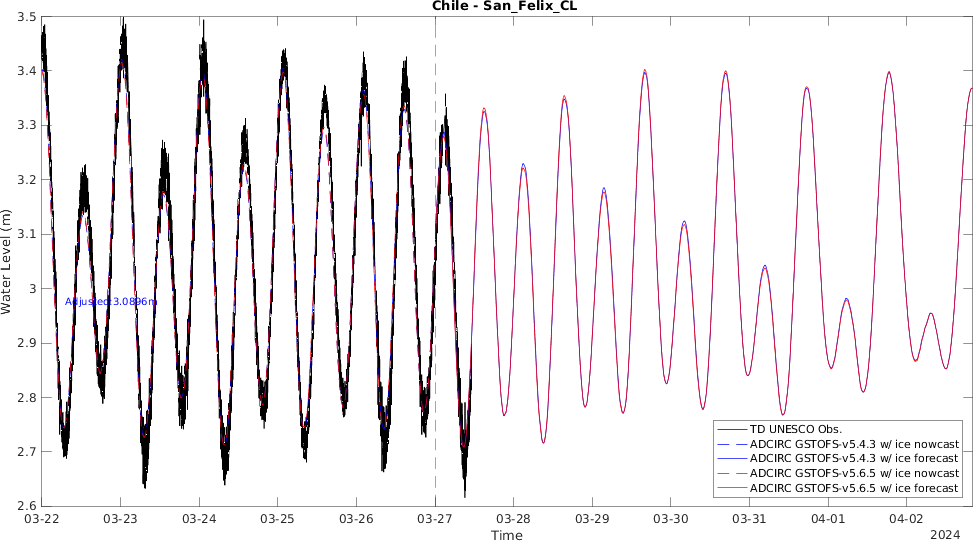 Chile - San_Felix_CL
Water Level (m)
3.5
3.4
3.3
3.2
3.1
3
2.9
2.8
2.7
2.6
Adjusted:3.0896m
TD UNESCO Obs.
ADCIRC GSTOFS-v5.4.3 w/ ice nowcast
ADCIRC GSTOFS-v5.4.3 w/ ice forecast
ADCIRC GSTOFS-v5.6.5 w/ ice nowcast
ADCIRC GSTOFS-v5.6.5 w/ ice forecast
03-22 03-23 03-24 03-25 03-26 03-27 03-28 03-29 03-30 03-31 04-01 04-02
Time
2024